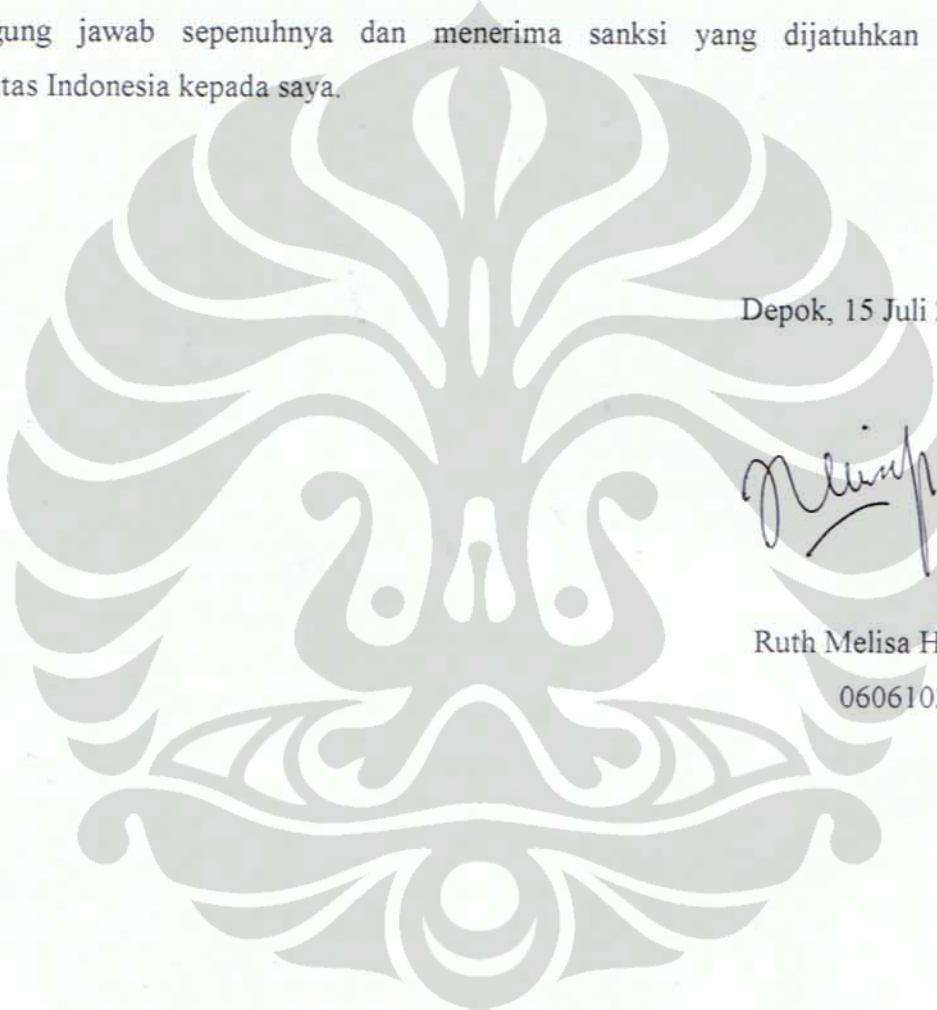 gung jawab sepenuhnya dan menerima sanksi yang dijatuhkan
tas Indonesia kepada saya.
Depok, 15 Juli
Ruth Melisa H
060610